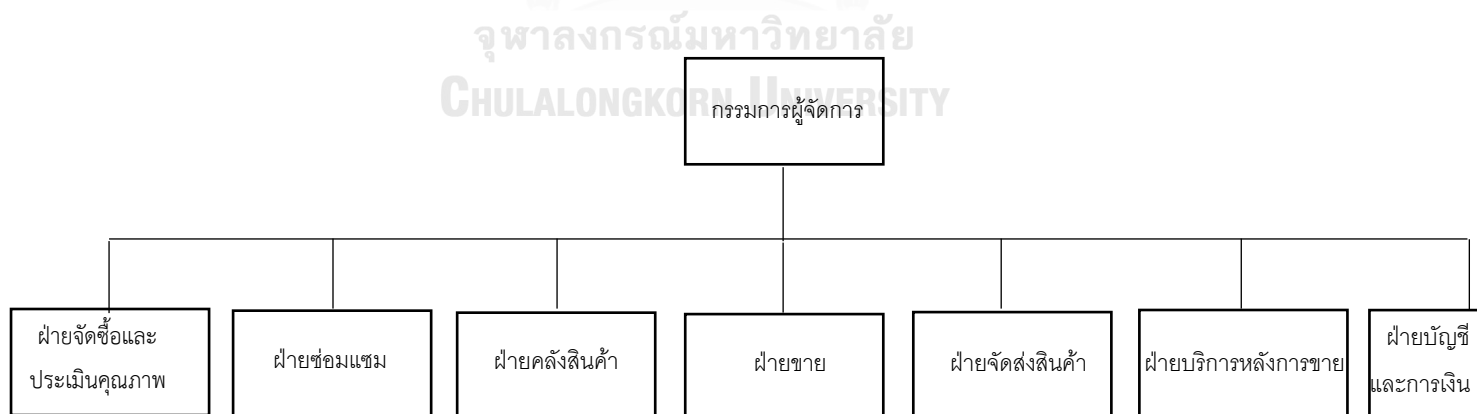 จุฬาลงกรณ์มหาวิทยาลัย
CHULALONGKORN UNIVERSITY
กรรมการผู้จัดการ
ฝ่ายจัดซื้อและ
ประเมินคุณภาพ
ฝ่ายซ่อมแซม
ฝ่ายคลังสินค้า
ฝ่ายขาย
ฝ่ายจัดส่งสินค้า
ฝ่ายบริการหลังการขาย
ฝ่ายบัญชี
และการเงิน